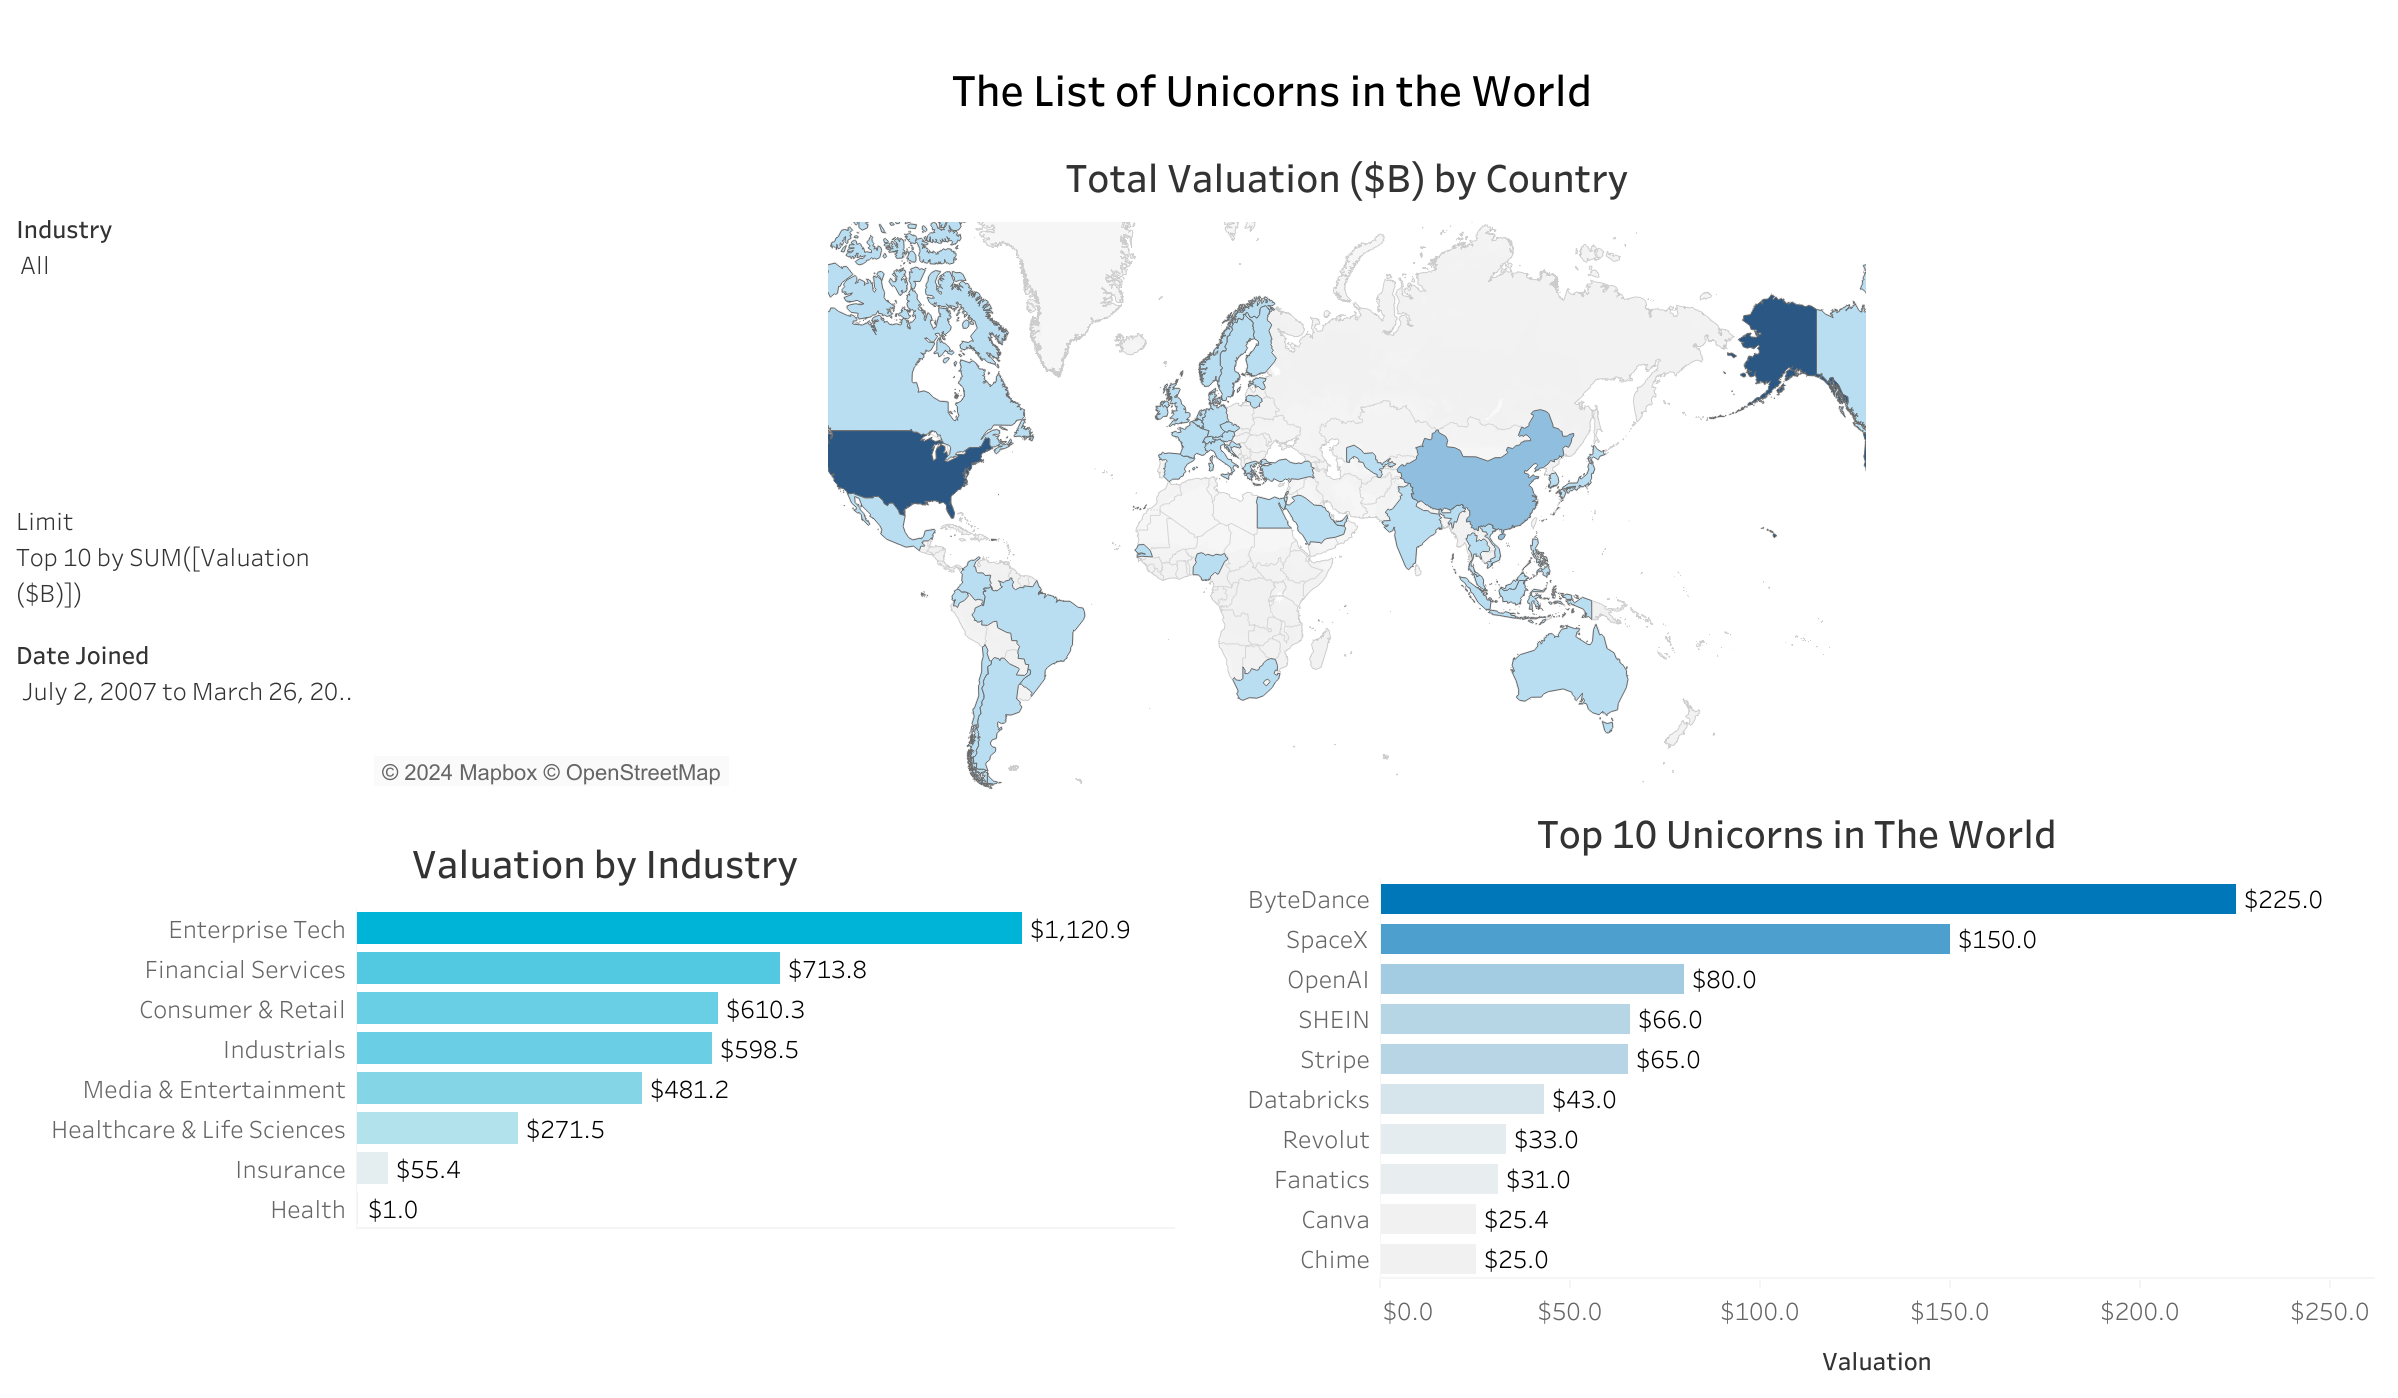 The List of Unicorns in the World
Total Valuation ($B) by Country
Industry
All
Limit
Top 10 by SUM([Valuation
($B)])
Date Joined
July 2, 2007 to March 26, 20..
© 2024 Mapbox © OpenStreetMap
Valuation by Industry
Enterprise Tech $1,120.9
Financial Services $713.8
Consumer & Retail $610.3
Industrials $598.5
Media & Entertainment $481.2
Healthcare & Life Sciences $271.5
Insurance $55.4
Health $1.0
Top 10 Unicorns in The World
ByteDance $225.0
SpaceX $150.0
OpenAI $80.0
SHEIN $66.0
Stripe $65.0
Databricks $43.0
Revolut $33.0
Fanatics $31.0
Canva $25.4
Chime $25.0
$0.0 $50.0 $100.0 $150.0 $200.0 $250.0
Valuation